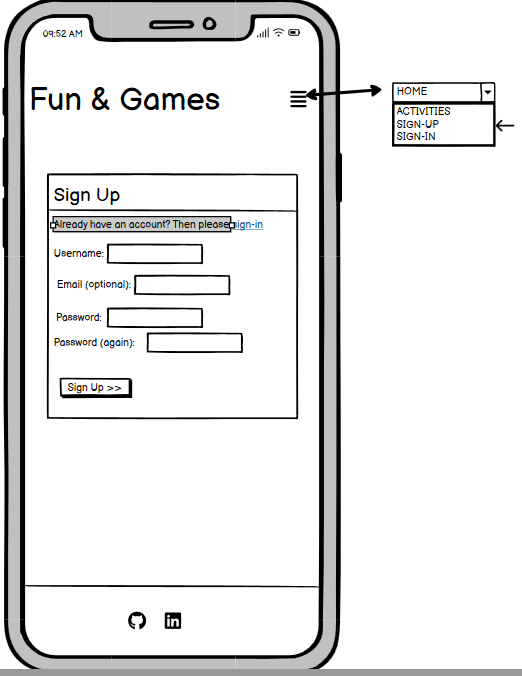 09:52 AM
Fun & Games
HOME
ACTIVITIES
SIGN-UP
SIGN-IN
Sign Up
Already have an account? Then please sign-in
Username:
Email (optional):
Password:
Password (again):
Sign Up >>
in